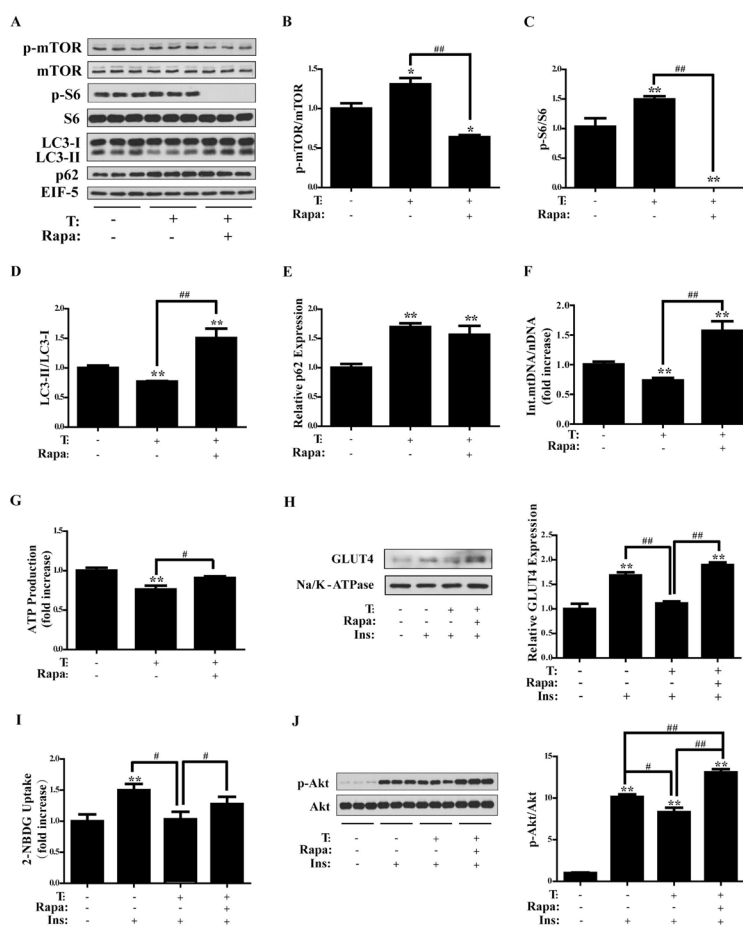 A
p-mTOR
mTOR
p-S6
S6
LC3-I
LC3-II
p62
EIF-5
T: - + +
Rapa: - - +
B
p-mTOR/mTOR
2.0
1.5
1.0
0.5
0.0
* ## *
T: - + +
Rapa: - - +
C
p-S6/S6
2.0
1.5
1.0
0.5
0.0
** ## **
T: - + +
Rapa: - - +
D
LC3-II/LC3-I
2.0
1.5
1.0
0.5
0.0
** ## **
T: - + +
Rapa: - - +
E
Relative p62 Expression
2.0
1.5
1.0
0.5
0.0
** **
T: - + +
Rapa: - - +
F
Int.mtDNA/nDNA
(fold increase)
2.0
1.5
1.0
0.5
0.0
** ## **
T: - + +
Rapa: - - +
G
ATP Production
(fold increase)
1.5
1.0
0.5
0.0
** #
T: - + +
Rapa: - - +
H
GLUT4
Na/K-ATPase
T: - - + +
Rapa: - - - +
Ins: - + + +
Relative GLUT4 Expression
2.5
2.0
1.5
1.0
0.5
0.0
** ## ## **
T: - - + +
Rapa: - - - +
Ins: - + + +
I
2-NBDG Uptake
(fold increase)
2.0
1.5
1.0
0.5
0.0
** # #
T: - - + +
Rapa: - - - +
Ins: - + + +
J
p-Akt
Akt
T: - - + +
Rapa: - - - +
Ins: - + + +
p-Akt/Akt
15
10
5
0
** # ** ## ## **
T: - - + +
Rapa: - - - +
Ins: - + + +